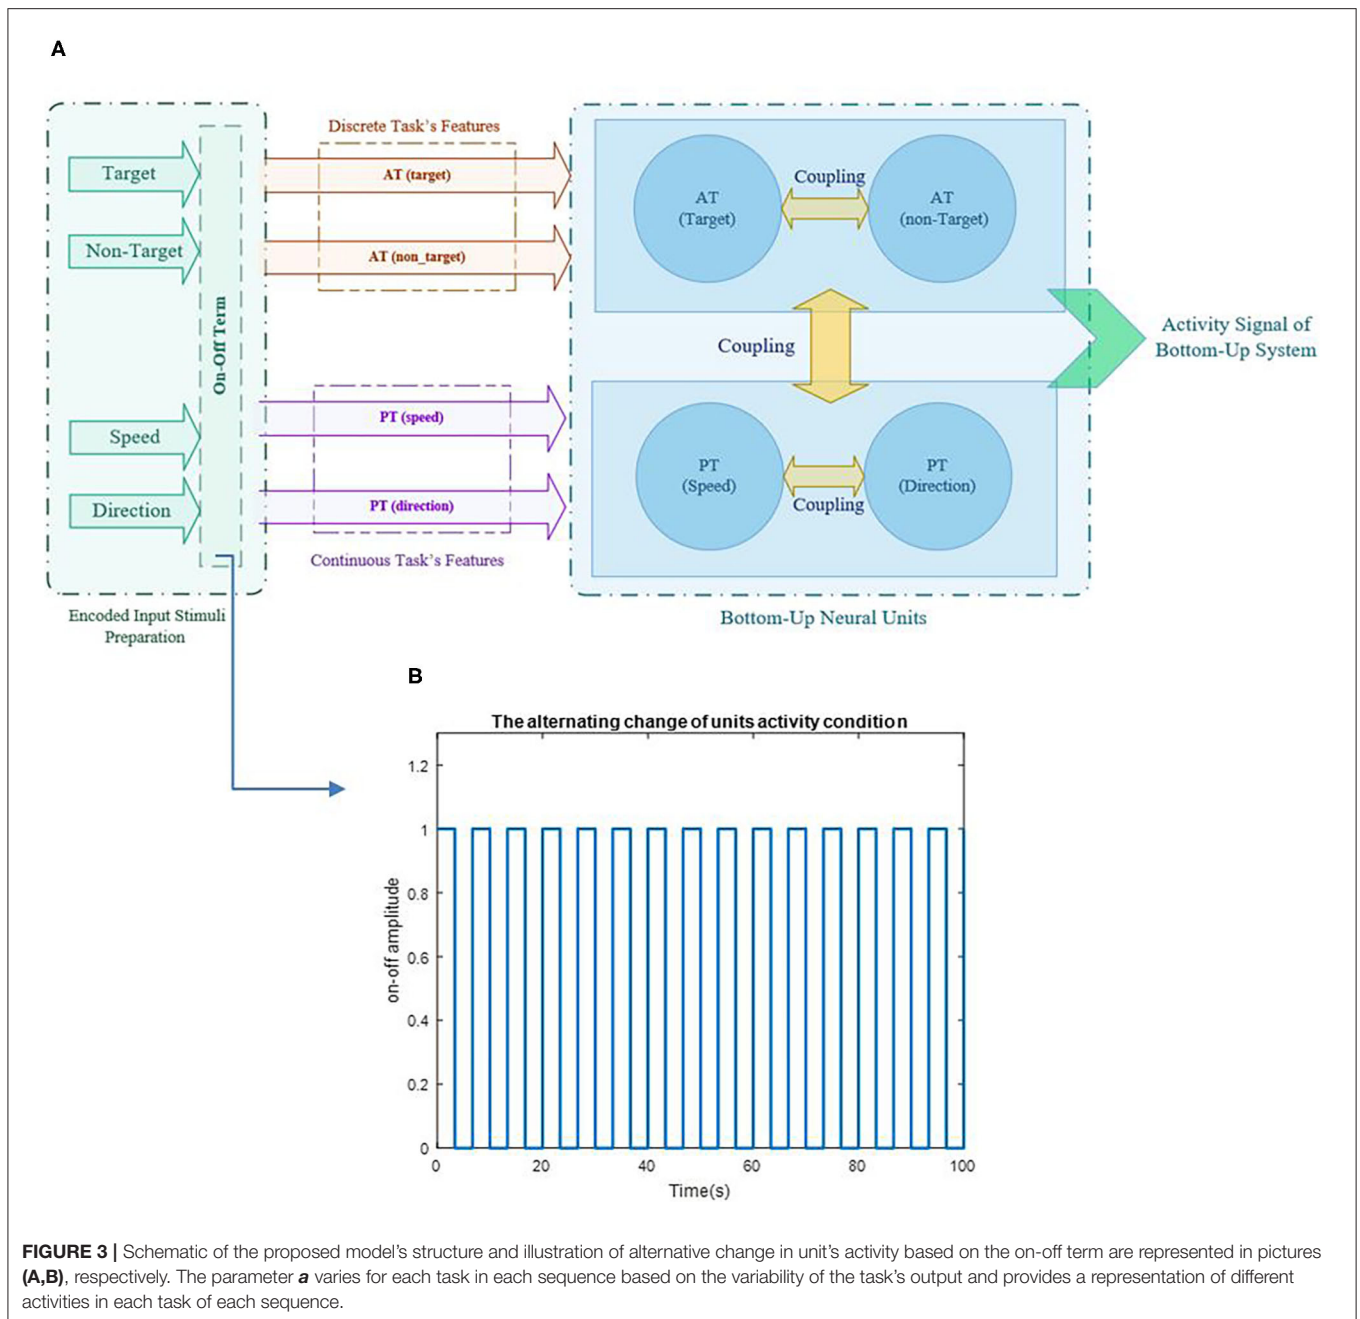 A
Discrete Task's Features
Target
Non-Target
Speed
Direction
On-Off Term
AT (target)
AT (non_target)
PT (speed)
PT (direction)
Continuous Task's Features
Encoded Input Stimuli
Preparation
AT
(Target)
Coupling
AT
(non-Target)
Coupling
PT
(Speed)
Coupling
PT
(Direction)
Bottom-Up Neural Units
Activity Signal of
Bottom-Up System
B
The alternating change of units activity condition
on-off amplitude
1.2
1
0.8
0.6
0.4
0.2
0
0 20 40 60 80 100
Time(s)
FIGURE 3 | Schematic of the proposed model's structure and illustration of alternative change in unit's activity based on the on-off term are represented in pictures
(A,B), respectively. The parameter a varies for each task in each sequence based on the variability of the task's output and provides a representation of different
activities in each task of each sequence.